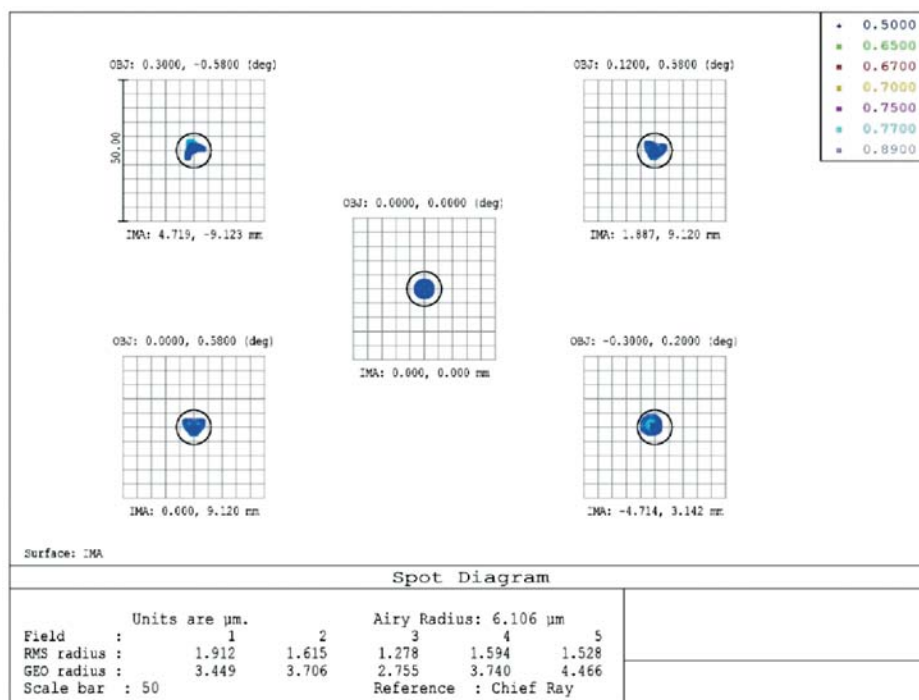 0.5000
0.6500
0.6700
0.7000
0.7500
0.7700
0.8900
OBJ: 0.3000, -0.5800 (deg)
50.00
IMA: 4.719, -9.123 mm
OBJ: 0.1200, 0.5800 (deg)
IMA: 1.887, 9.120 mm
OBJ: 0.0000, 0.0000 (deg)
IMA: 0.000, 0.000 mm
OBJ: 0.0000, 0.5800 (deg)
IMA: 0.000, 9.120 mm
OBJ: -0.3000, 0.2000 (deg)
IMA: -4.714, 3.142 mm
Surface: IMA
Spot Diagram
Units are µm. Airy Radius: 6.106 µm
Field : 1 2 3 4 5
RMS radius : 1.912 1.615 1.278 1.594 1.528
GEO radius : 3.449 3.706 2.755 3.740 4.466
Scale bar : 50 Reference : Chief Ray